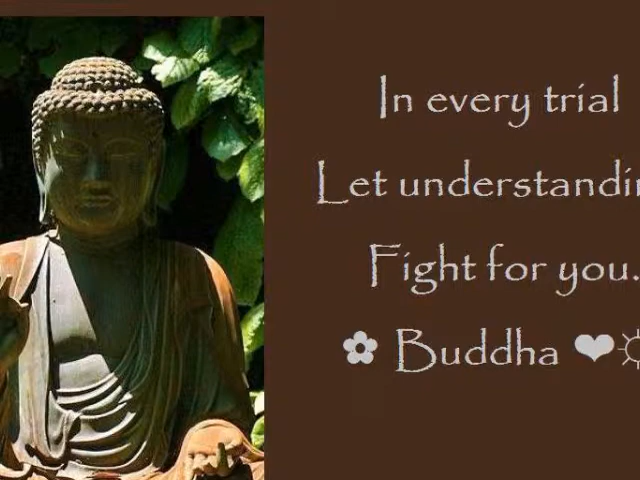 In every trial
Let understandin
Fight for you.
✿ Buddha ❤☼